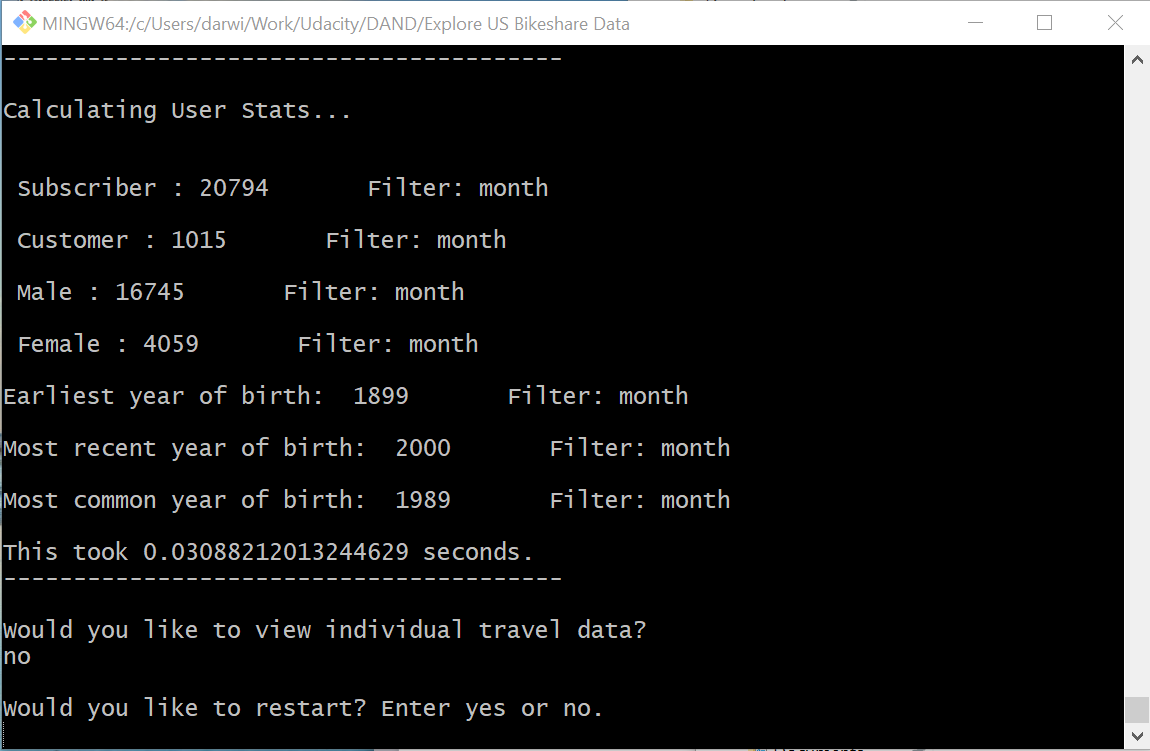 MINGW64:/c/Users/darwi/Work/Udacity/DAND/Explore US Bikeshare Data
----------------------------------------
Calculating User Stats...
Subscriber : 20794       Filter: month
Customer : 1015       Filter: month
Male : 16745       Filter: month
Female : 4059       Filter: month
Earliest year of birth:  1899       Filter: month
Most recent year of birth:  2000       Filter: month
Most common year of birth:  1989       Filter: month
This took 0.03088212013244629 seconds.
----------------------------------------
Would you like to view individual travel data?
no
Would you like to restart? Enter yes or no.